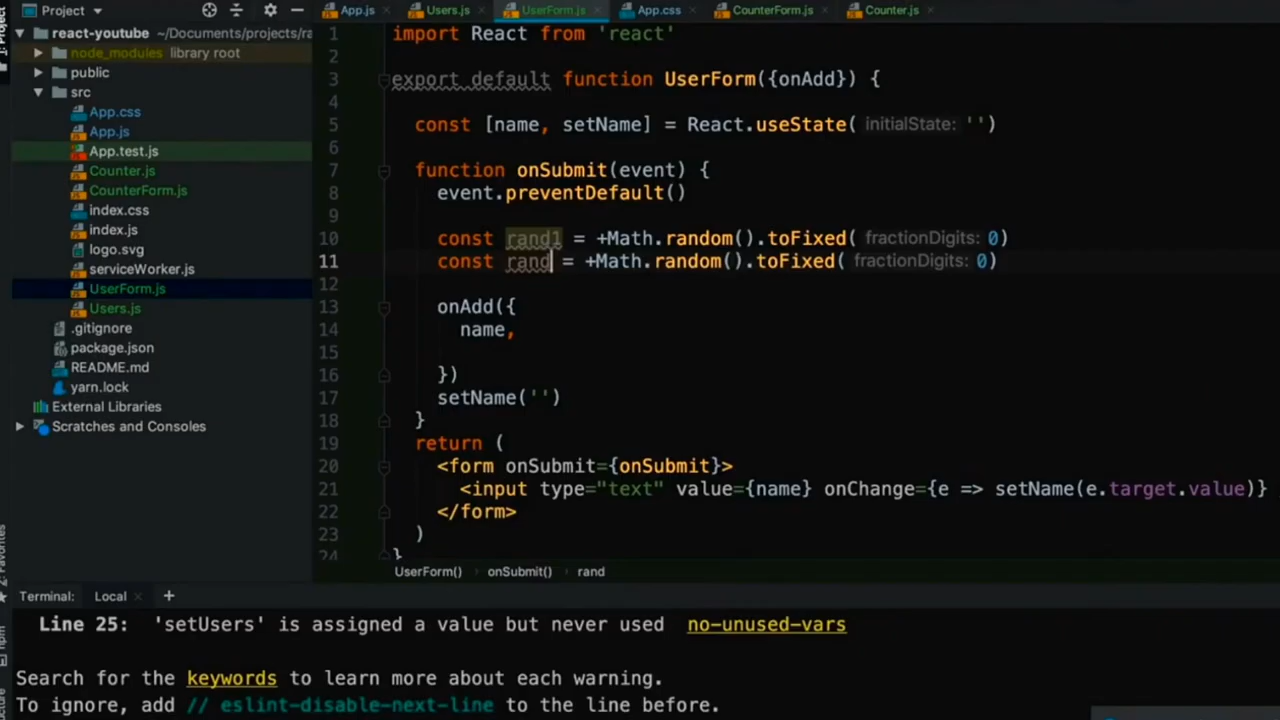 Project
App.js
Users.js
UserForm.js
App.css
CounterForm.js
Counter.js
1: Project
react-youtube ~/Documents/projects/ra
node_modules library root
public
src
App.css
App.js
App.test.js
Counter.js
CounterForm.js
index.css
index.js
logo.svg
serviceWorker.js
UserForm.js
Users.js
.gitignore
package.json
README.md
yarn.lock
External Libraries
Scratches and Consoles
1 import React from 'react'
2
3 export default function UserForm({onAdd}) {
4
5 const [name, setName] = React.useState( initialState: '')
6
7 function onSubmit(event) {
8 event.preventDefault()
9
10 const rand1 = +Math.random().toFixed( fractionDigits: 0)
11 const rand = +Math.random().toFixed( fractionDigits: 0)
12
13 onAdd({
14 name,
15
16 })
17 setName('')
18 }
19 return (
20 <form onSubmit={onSubmit}>
21 <input type="text" value={name} onChange={e => setName(e.target.value)}
22 </form>
23 )
24 }
UserForm()
onSubmit()
rand
2: Favorites
npm
Terminal: Local +
Line 25: 'setUsers' is assigned a value but never used no-unused-vars
Search for the keywords to learn more about each warning.
To ignore, add // eslint-disable-next-line to the line before.